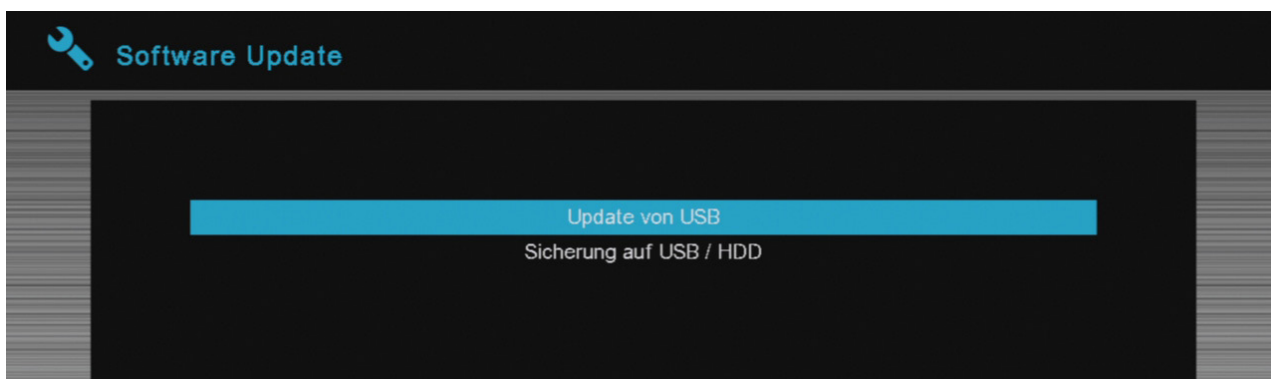 Software Update
Update von USB
Sicherung auf USB / HDD